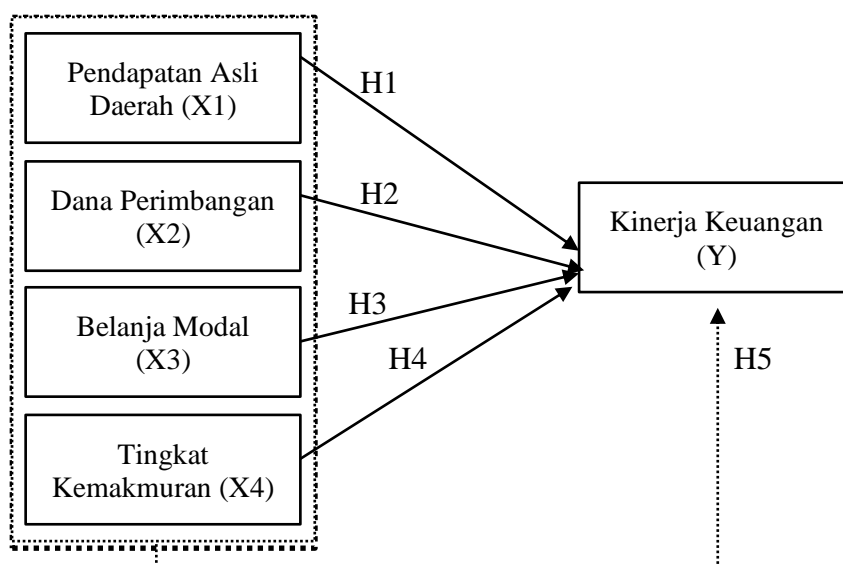 Pendapatan Asli
Daerah (X1)
H1
Dana Perimbangan
(X2)
H2
Kinerja Keuangan
(Y)
Belanja Modal
(X3)
H3
H4
H5
Tingkat
Kemakmuran (X4)